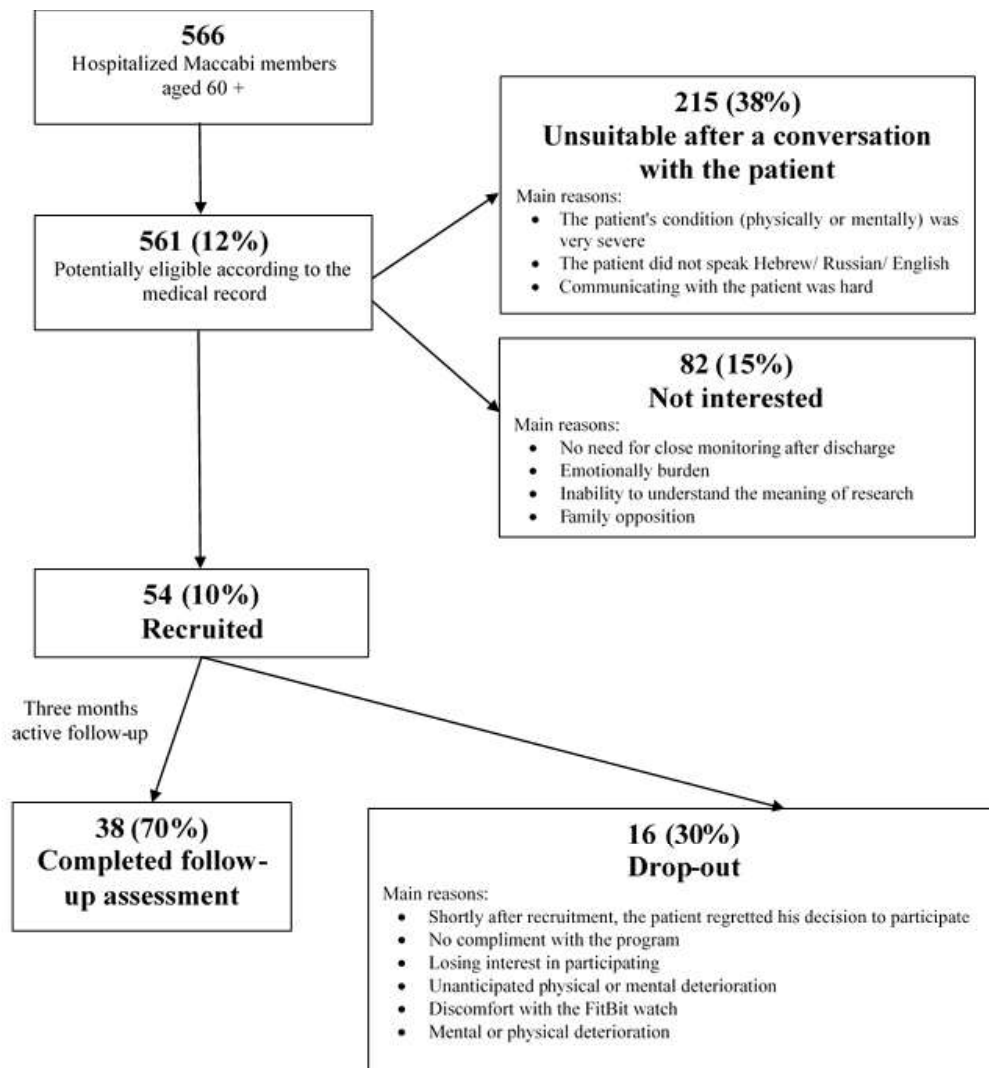 566
Hospitalized Maccabi members
aged 60 +
215 (38%)
Unsuitable after a conversation
with the patient
Main reasons:
• The patient's condition (physically or mentally) was
very severe
• The patient did not speak Hebrew/ Russian/ English
• Communicating with the patient was hard
561 (12%)
Potentially eligible according to the
medical record
82 (15%)
Not interested
Main reasons:
• No need for close monitoring after discharge
• Emotionally burden
• Inability to understand the meaning of research
• Family opposition
54 (10%)
Recruited
Three months
active follow-up
38 (70%)
Completed follow-
up assessment
16 (30%)
Drop-out
Main reasons:
• Shortly after recruitment, the patient regretted his decision to participate
• No compliment with the program
• Losing interest in participating
• Unanticipated physical or mental deterioration
• Discomfort with the FitBit watch
• Mental or physical deterioration